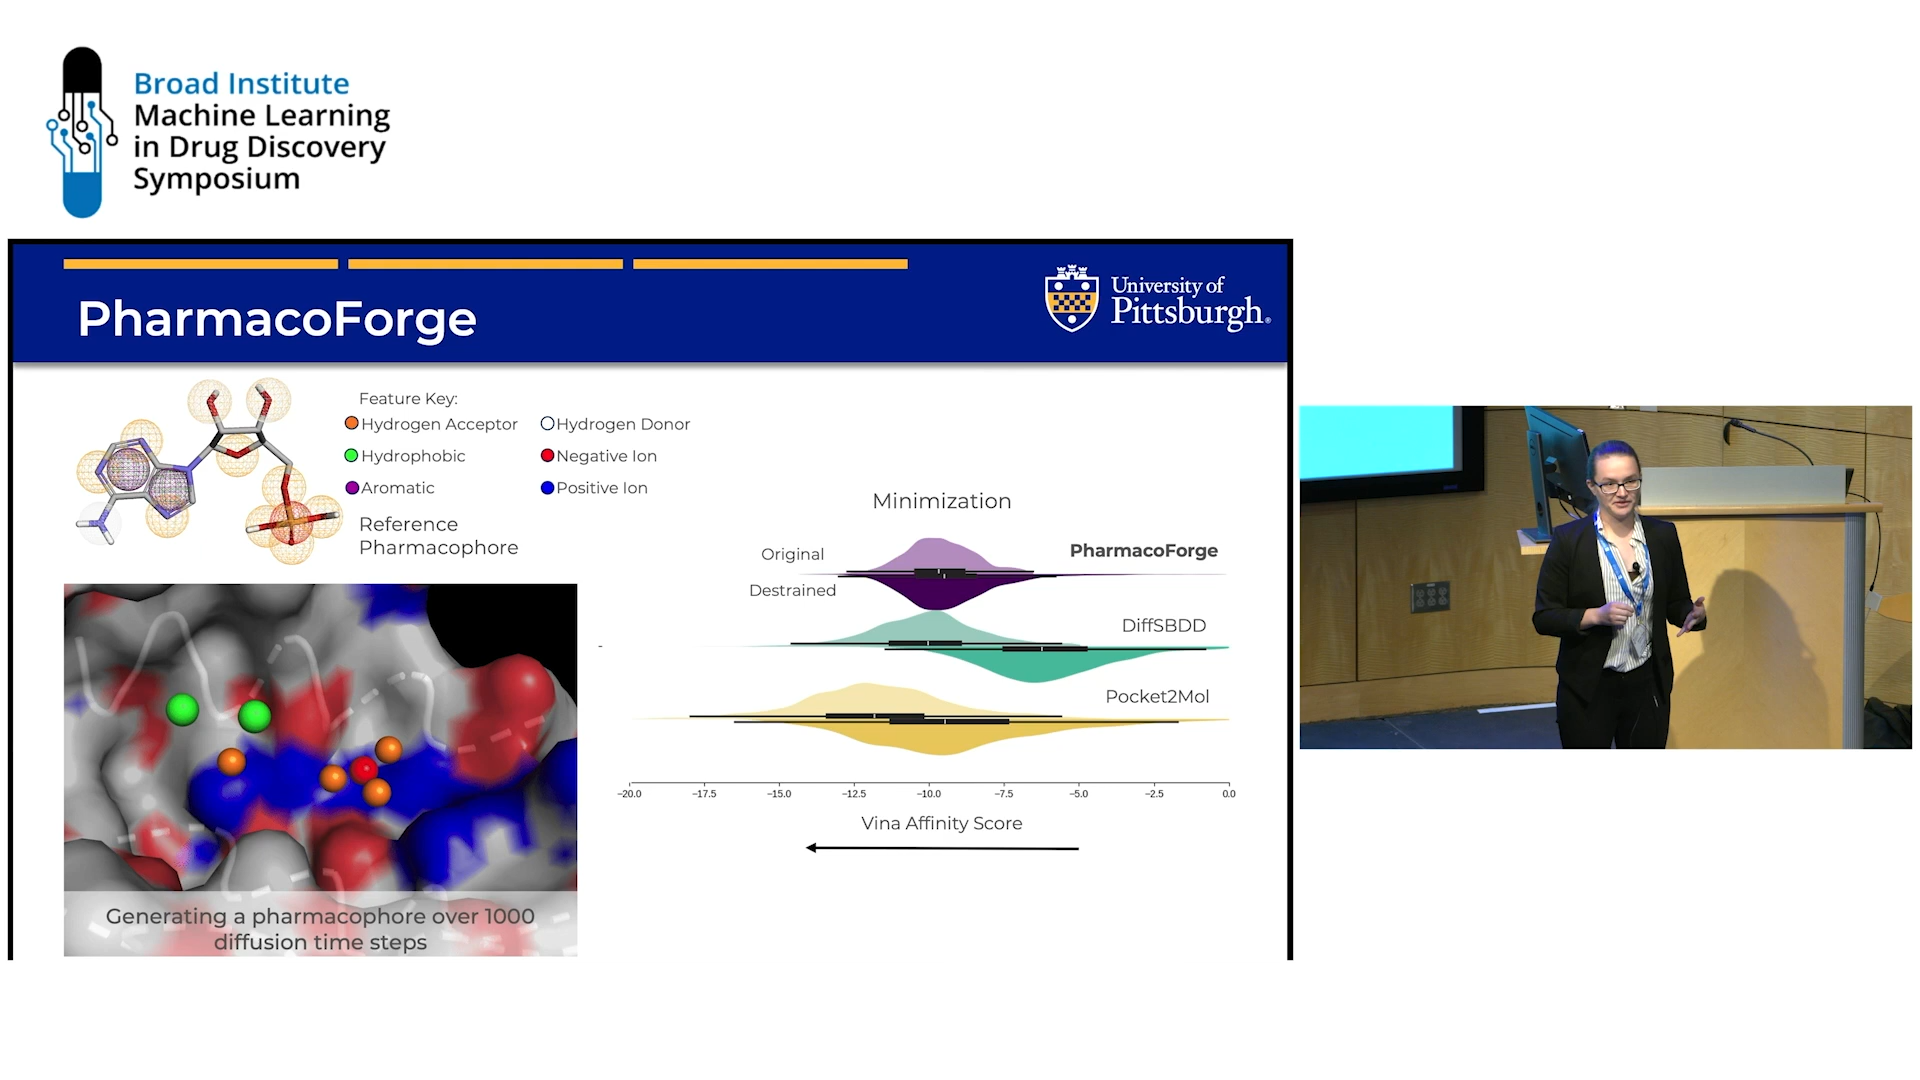 Broad Institute
Machine Learning
in Drug Discovery
Symposium
PharmacoForge
University of
Pittsburgh®
Feature Key:
Hydrogen Acceptor
Hydrogen Donor
Hydrophobic
Negative Ion
Aromatic
Positive Ion
Reference
Pharmacophore
Minimization
Original
PharmacoForge
Destrained
DiffSBDD
Pocket2Mol
−20.0 −17.5 −15.0 −12.5 −10.0 −7.5 −5.0 −2.5 0.0
Vina Affinity Score
Generating a pharmacophore over 1000
diffusion time steps